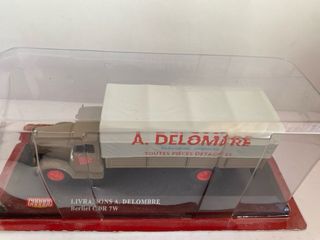 A. DELOMBRE
TOUTES PIÈCES DÉTACHÉES
LIVRAISONS A. DELOMBRE
Berliet GDR 7W